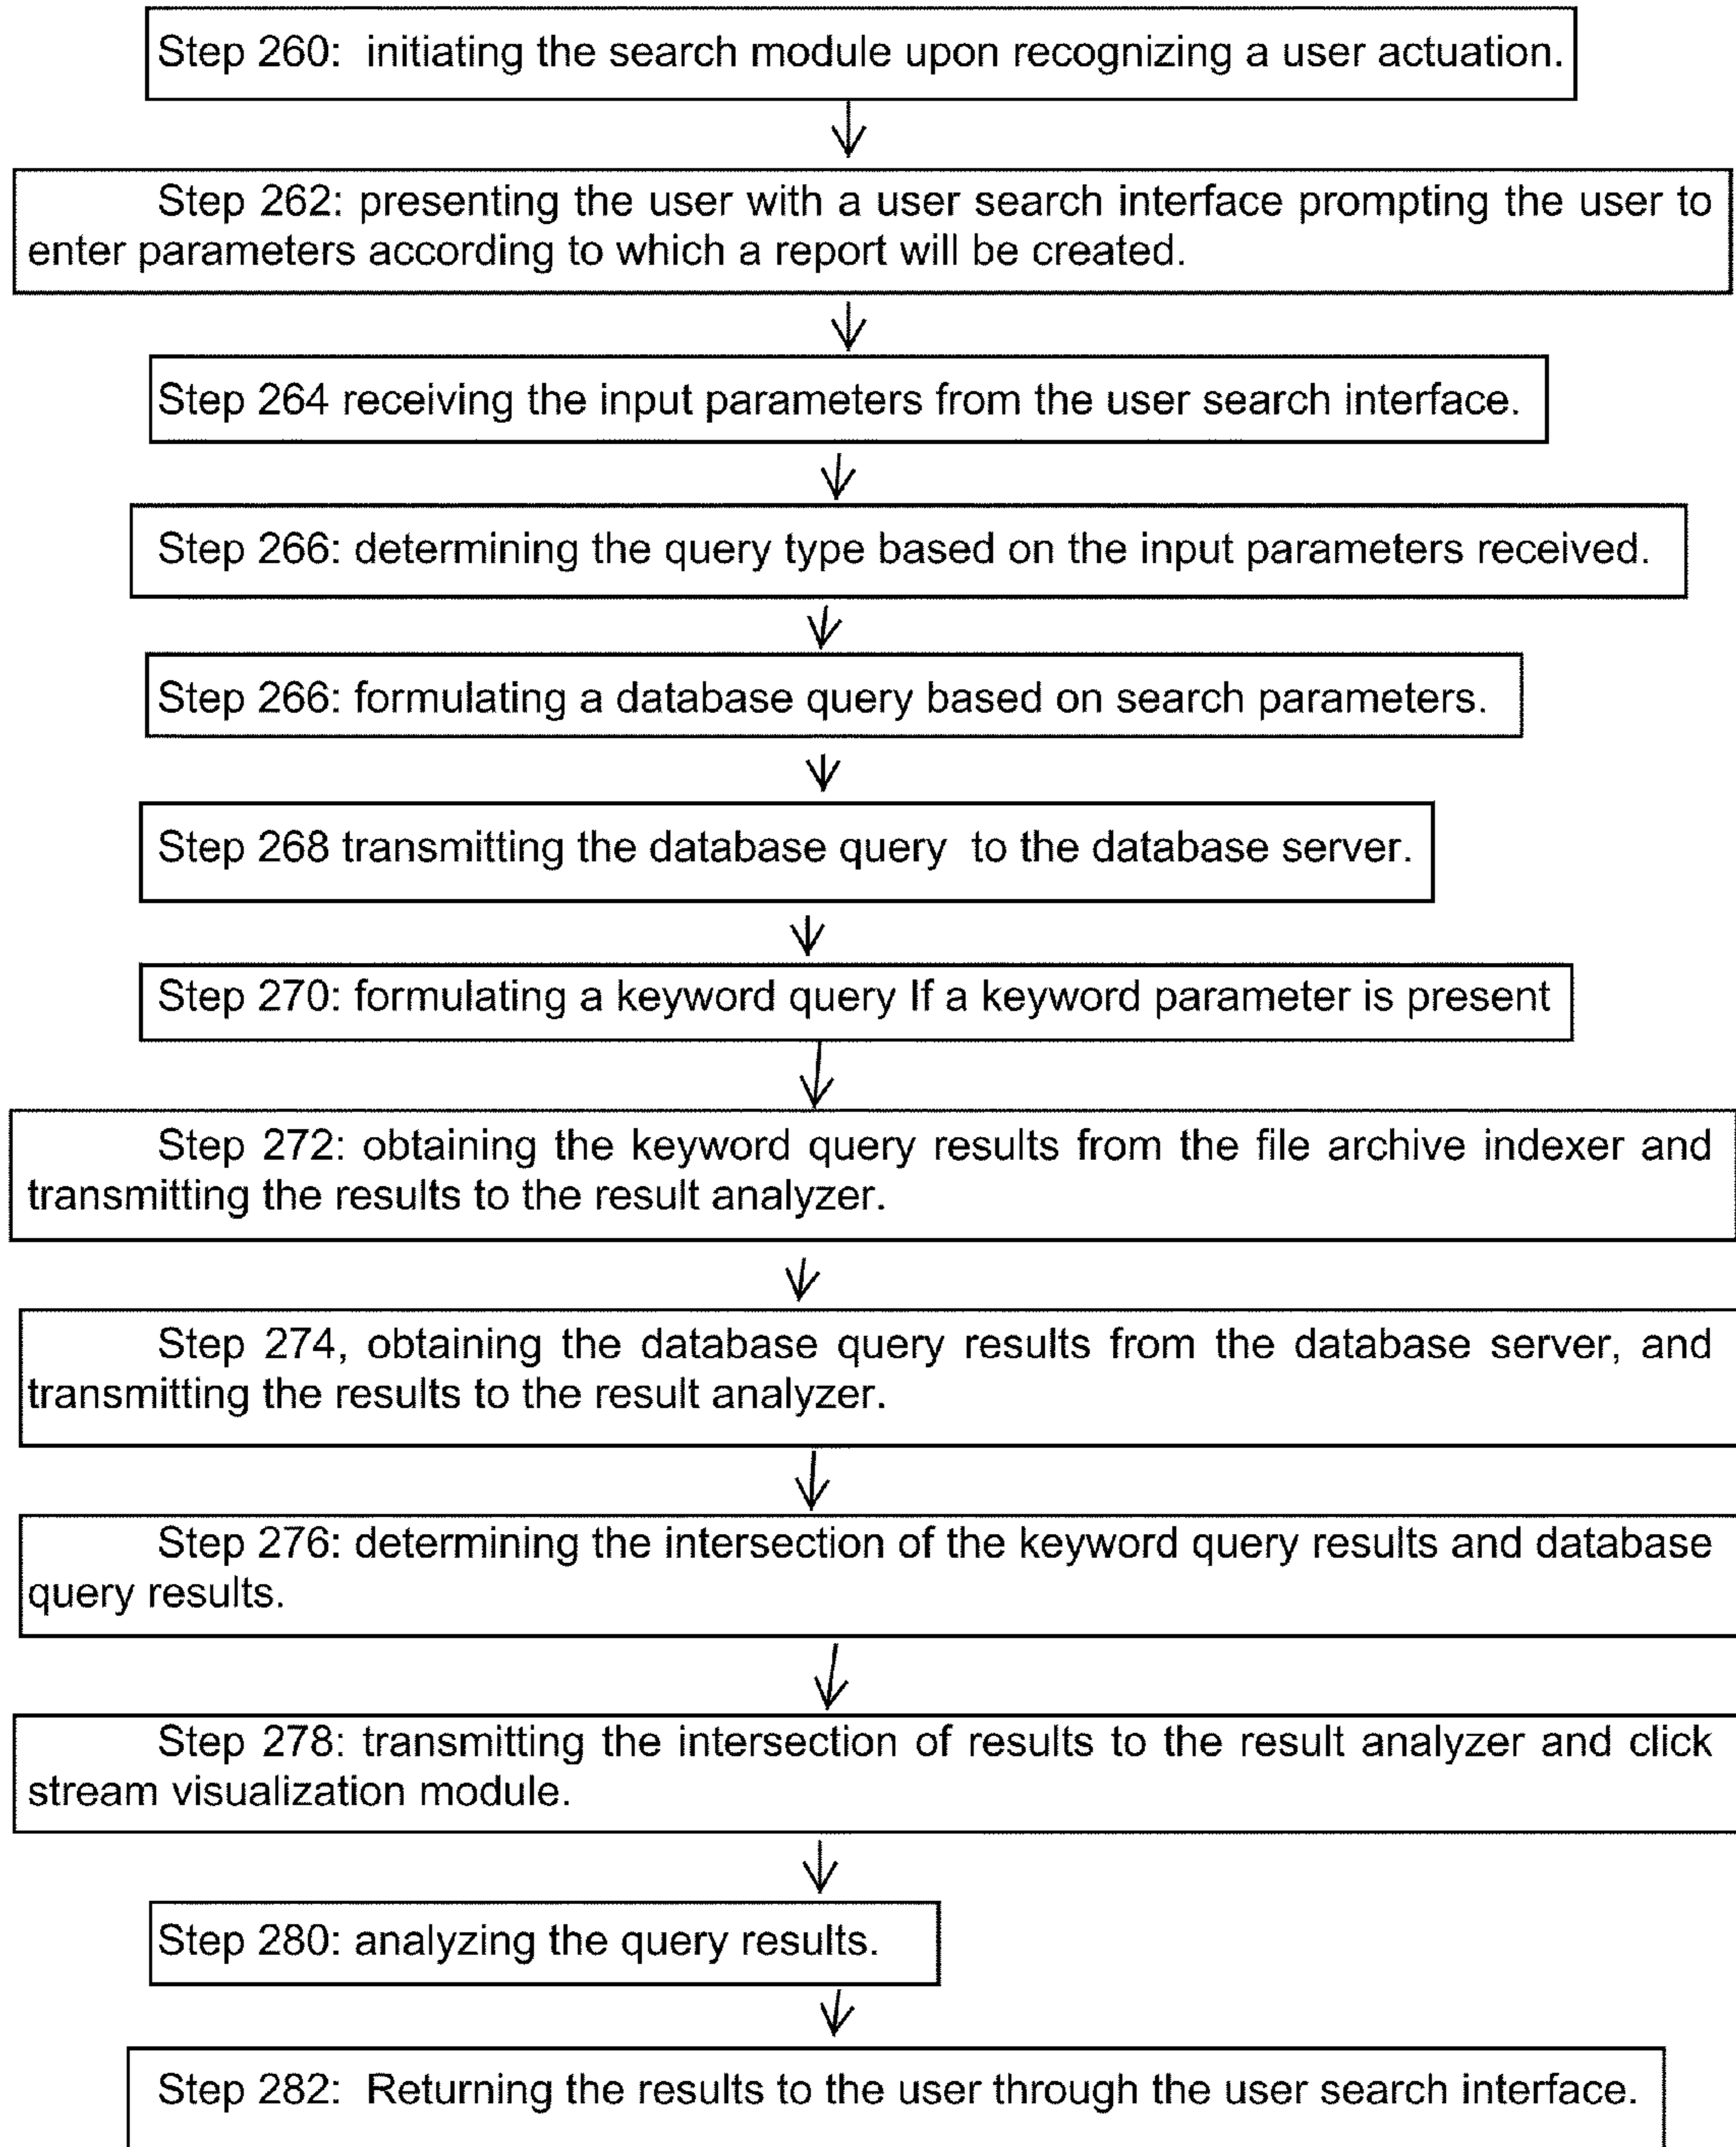 Step 260: initiating the search module upon recognizing a user actuation.
Step 262: presenting the user with a user search interface prompting the user to
enter parameters according to which a report will be created.
Step 264 receiving the input parameters from the user search interface.
Step 266: determining the query type based on the input parameters received.
Step 266: formulating a database query based on search parameters.
Step 268 transmitting the database query to the database server.
Step 270: formulating a keyword query If a keyword parameter is present
Step 272: obtaining the keyword query results from the file archive indexer and
transmitting the results to the result analyzer.
Step 274, obtaining the database query results from the database server, and
transmitting the results to the result analyzer.
Step 276: determining the intersection of the keyword query results and database
query results.
Step 278: transmitting the intersection of results to the result analyzer and click
stream visualization module.
Step 280: analyzing the query results.
Step 282: Returning the results to the user through the user search interface.